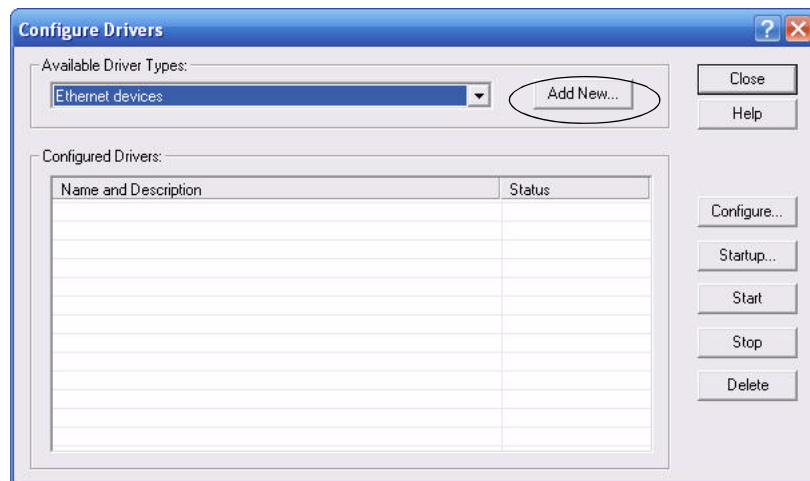 Configure Drivers
Available Driver Types:
Ethernet devices
Add New...
Close
Help
Configured Drivers:
Name and Description
Status
Configure...
Startup...
Start
Stop
Delete